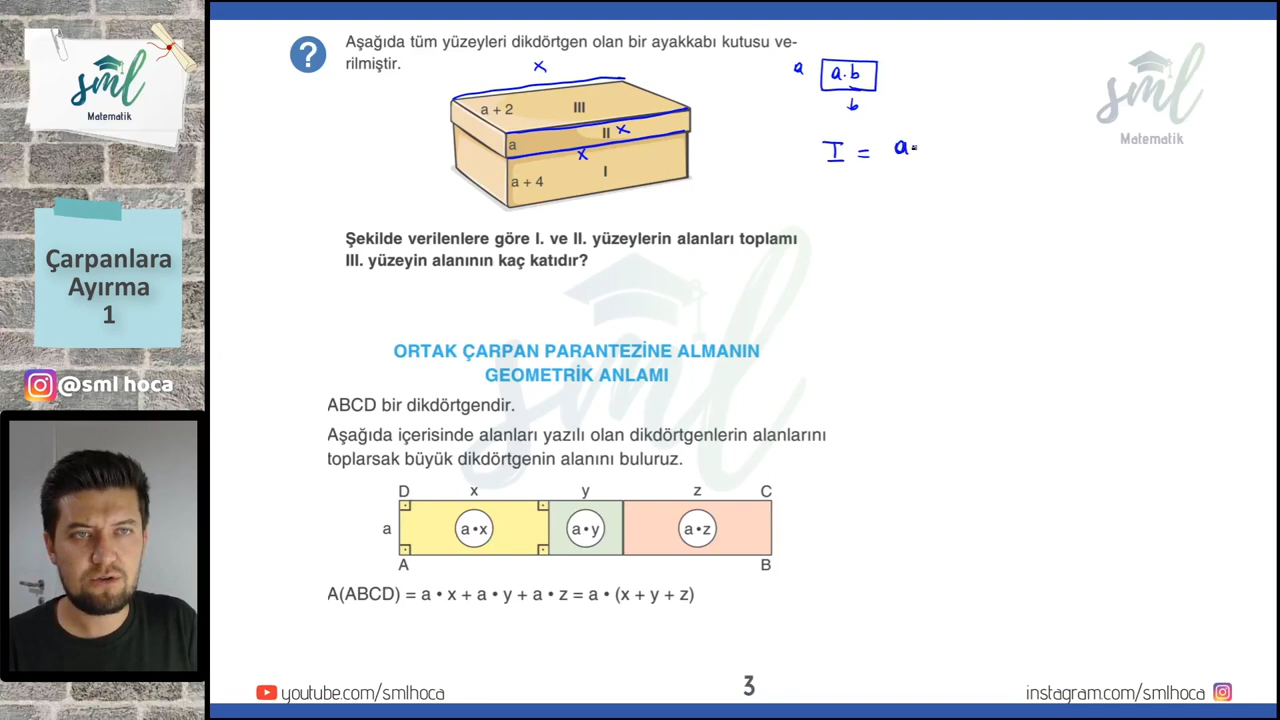 sml
Matematik
Çarpanlara
Ayırma
1
@sml hoca
?
Aşağıda tüm yüzeyleri dikdörtgen olan bir ayakkabı kutusu ve-
rilmiştir.
x
a + 2
III
II
x
a
x
a + 4
I
a
a.b
b
I = a.
sml
Matematik
Şekilde verilenlere göre I. ve II. yüzeylerin alanları toplamı
III. yüzeyin alanının kaç katıdır?
ORTAK ÇARPAN PARANTEZİNE ALMANIN
GEOMETRİK ANLAMI
ABCD bir dikdörtgendir.
Aşağıda içerisinde alanları yazılı olan dikdörtgenlerin alanlarını
toplarsak büyük dikdörtgenin alanını buluruz.
D x y z C
a a•x a•y a•z
A B
A(ABCD) = a • x + a • y + a • z = a • (x + y + z)
youtube.com/smlhoca
3
instagram.com/smlhoca